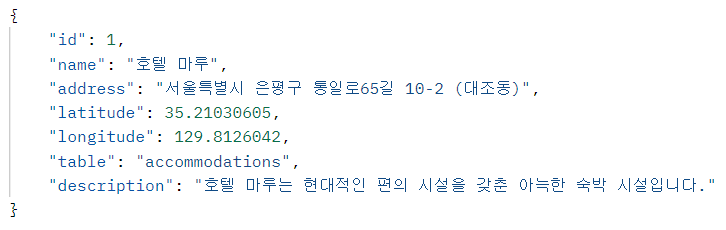 {
"id": 1,
"name": "호텔 마루",
"address": "서울특별시 은평구 통일로65길 10-2 (대조동)",
"latitude": 35.21030605,
"longitude": 129.8126042,
"table": "accommodations",
"description": "호텔 마루는 현대적인 편의 시설을 갖춘 아늑한 숙박 시설입니다."
}